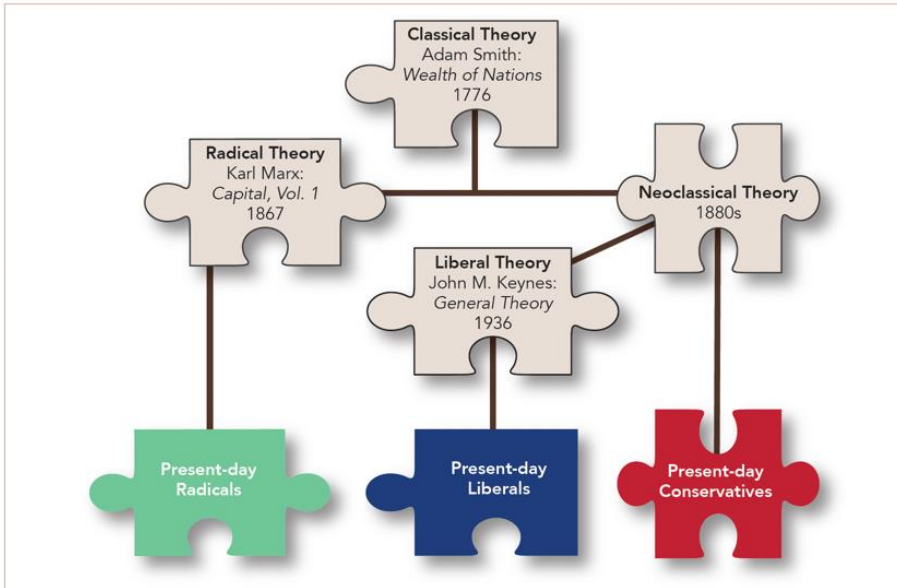 Classical Theory
Adam Smith:
Wealth of Nations
1776
Radical Theory
Karl Marx:
Capital, Vol. 1
1867
Neoclassical Theory
1880s
Liberal Theory
John M. Keynes:
General Theory
1936
Present-day
Radicals
Present-day
Liberals
Present-day
Conservatives